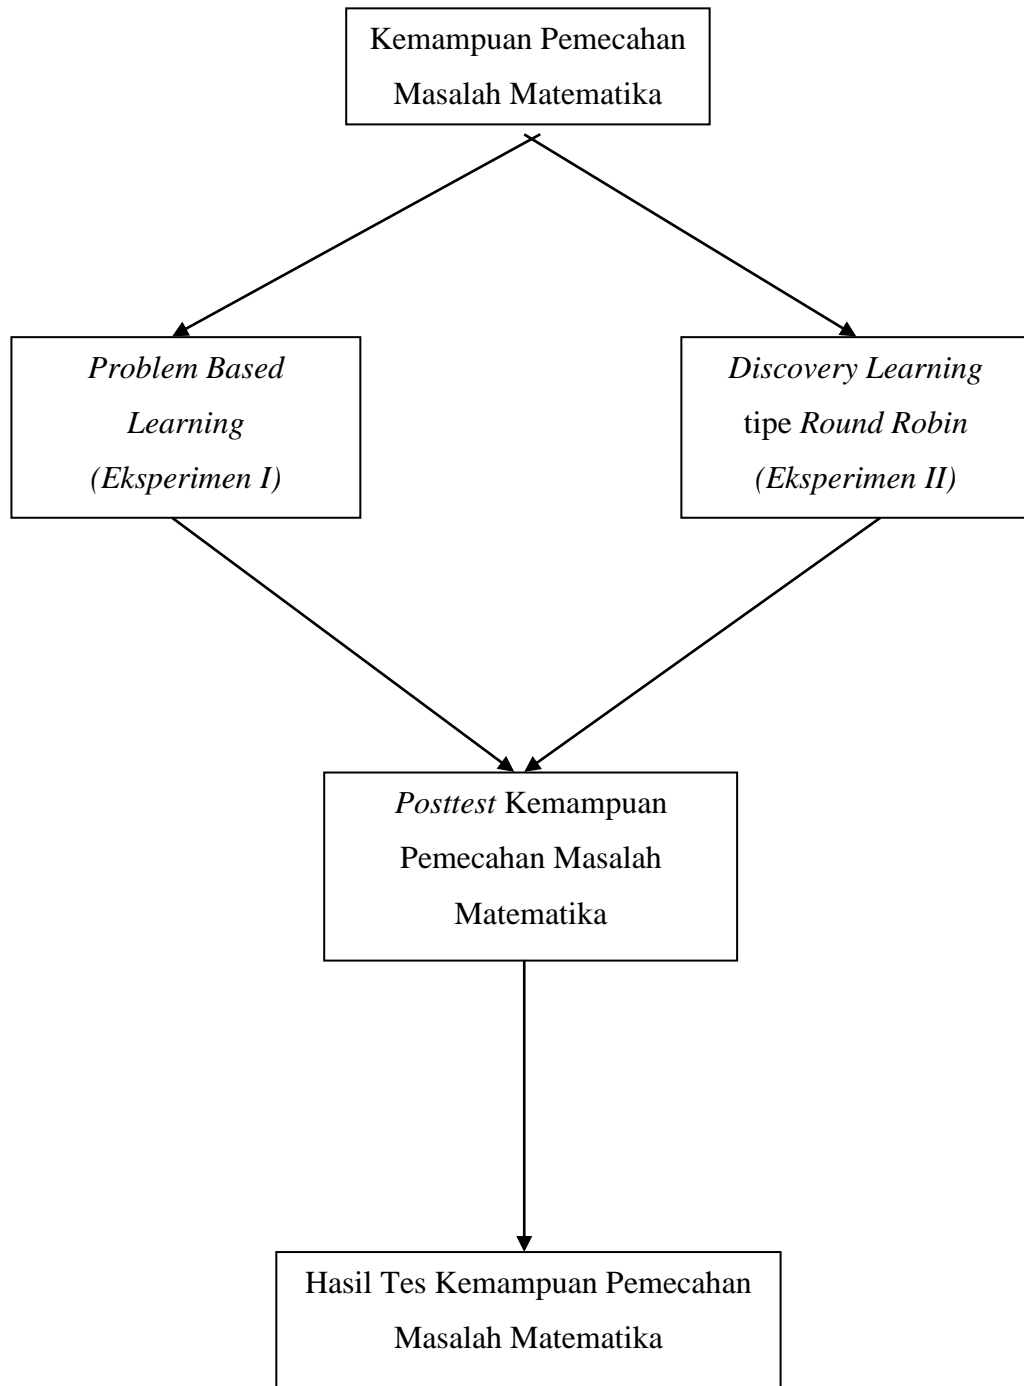 Kemampuan Pemecahan
Masalah Matematika
Problem Based
Learning
(Eksperimen I)
Discovery Learning
tipe Round Robin
(Eksperimen II)
Posttest Kemampuan
Pemecahan Masalah
Matematika
Hasil Tes Kemampuan Pemecahan
Masalah Matematika